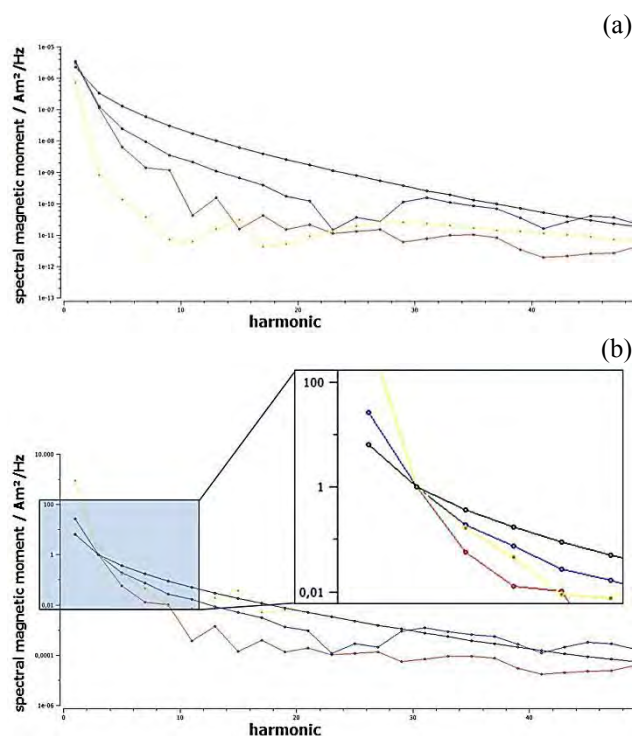 (a)
spectral magnetic moment / Am²/Hz
1e-05
1e-06
1e-07
1e-08
1e-09
1e-10
1e-11
1e-12
1e-13
0
20
40
harmonic
(b)
spectral magnetic moment / Am²/Hz
10.000
100
1
0,01
0,0001
1e-06
0
10
20
30
40
harmonic
100
1
0,01